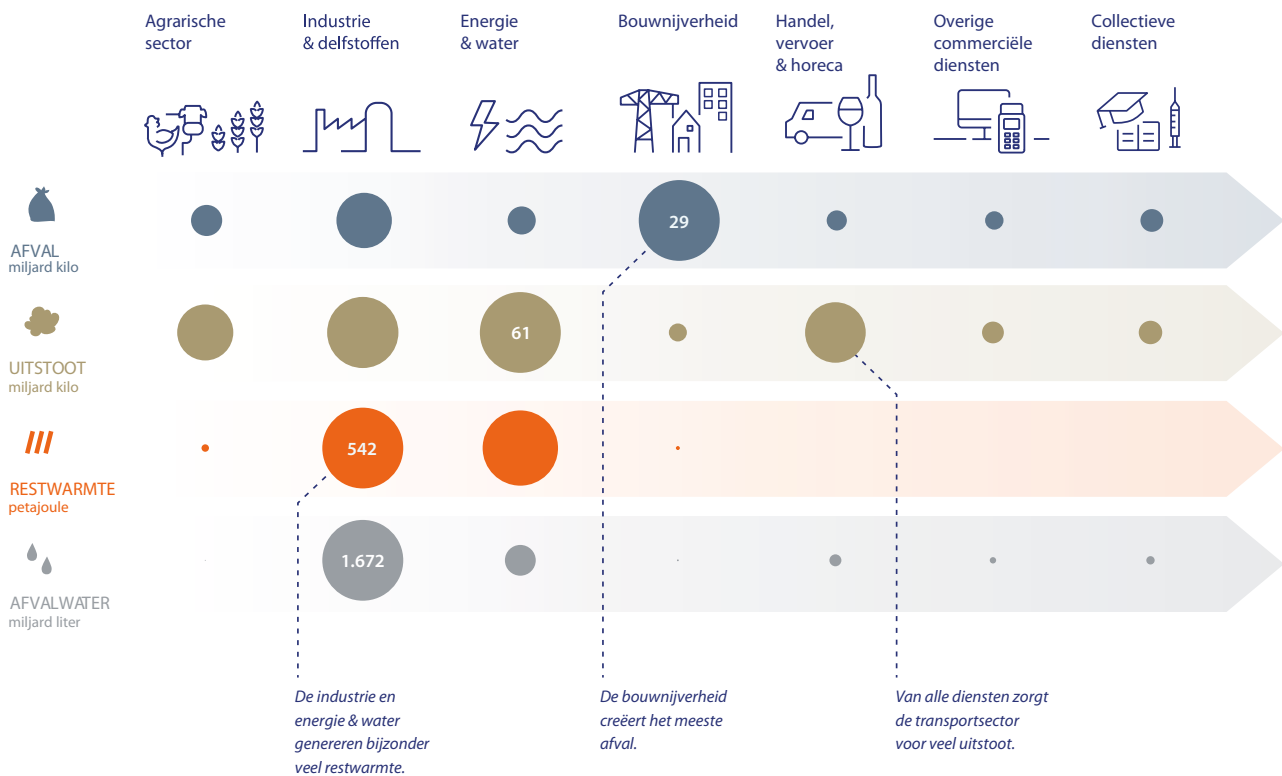 Agrarische
sector
Industrie
& delfstoffen
Energie
& water
Bouwnijverheid
Handel,
vervoer
& horeca
Overige
commerciële
diensten
Collectieve
diensten
AFVAL
miljard kilo
29
UITSTOOT
miljard kilo
61
RESTWARMTE
petajoule
542
AFVALWATER
miljard liter
1.672
De industrie en
energie & water
genereren bijzonder
veel restwarmte.
De bouwnijverheid
creëert het meeste
afval.
Van alle diensten zorgt
de transportsector
voor veel uitstoot.